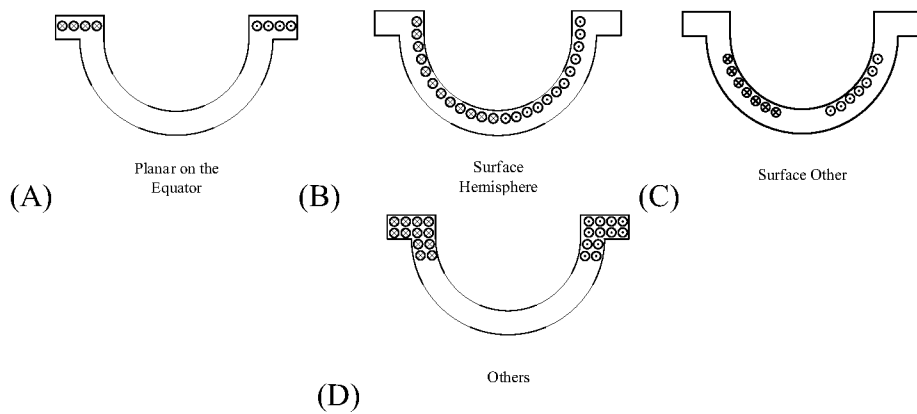 Planar on the
Equator
(A)
Surface
Hemisphere
(B)
Surface Other
(C)
Others
(D)